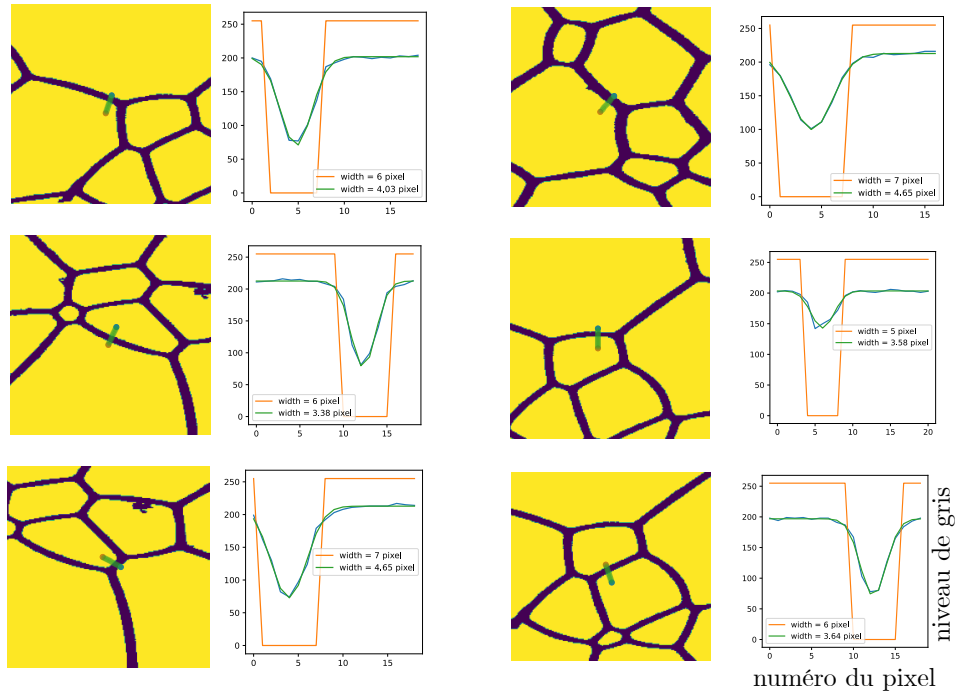 250
200
150
100
50
0
width = 6 pixel
width = 4,03 pixel
0 5 10 15
250
200
150
100
50
0
width = 7 pixel
width = 4.65 pixel
0 5 10 15
250
200
150
100
50
0
width = 6 pixel
width = 3.38 pixel
0 5 10 15
250
200
150
100
50
0
width = 5 pixel
width = 3.58 pixel
0 5 10 15 20
250
200
150
100
50
0
width = 7 pixel
width = 4,65 pixel
0 5 10 15
250
200
150
100
50
0
width = 6 pixel
width = 3.64 pixel
0 5 10 15
niveau de gris
numéro du pixel